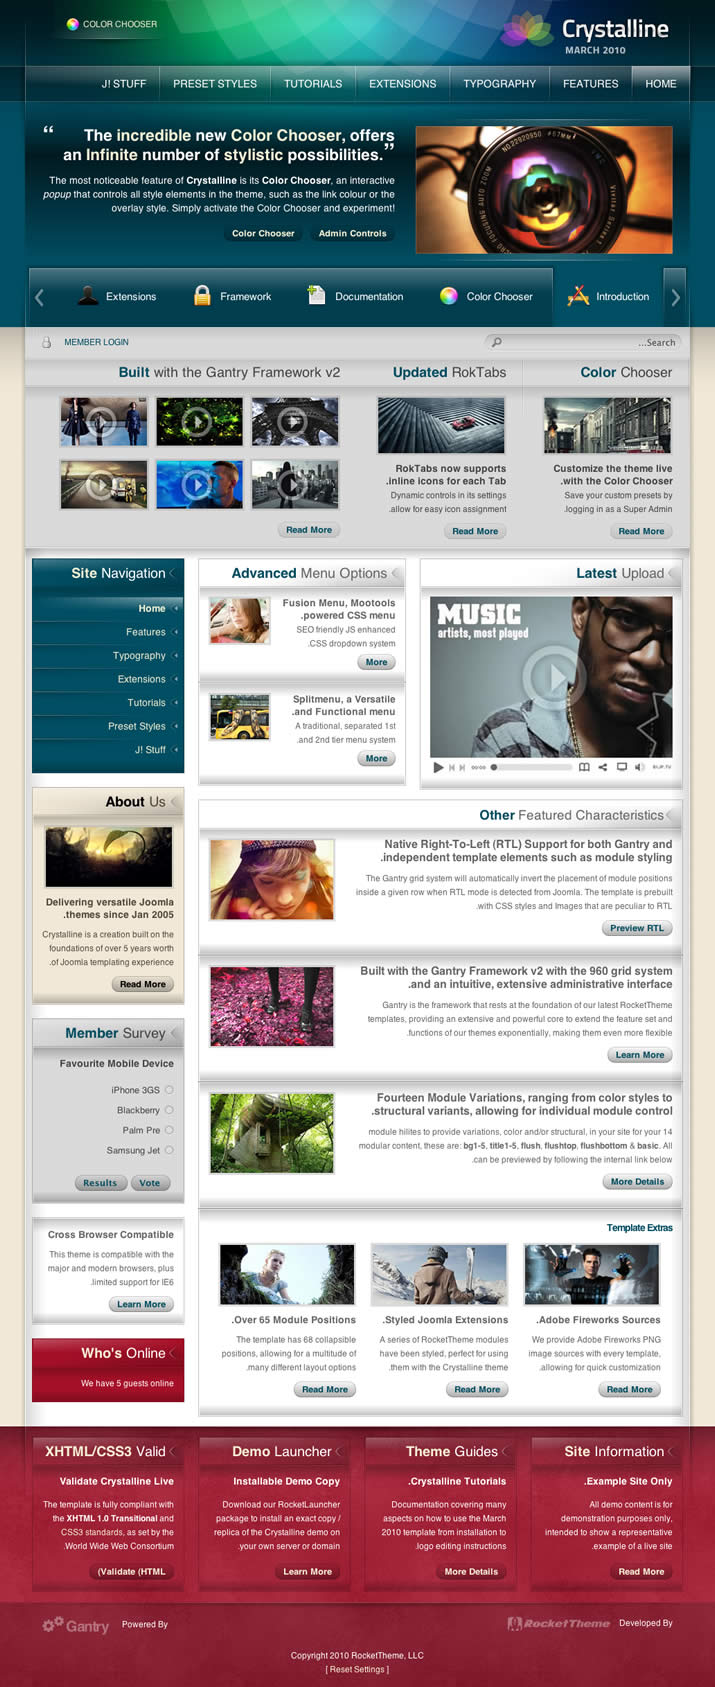 COLOR CHOOSER
Crystalline
MARCH 2010
J! STUFF PRESET STYLES TUTORIALS EXTENSIONS TYPOGRAPHY FEATURES HOME
“ The incredible new Color Chooser, offers
an Infinite number of stylistic possibilities.”
The most noticeable feature of Crystalline is its Color Chooser, an interactive
popup that controls all style elements in the theme, such as the link colour or the
overlay style. Simply activate the Color Chooser and experiment!
Color Chooser Admin Controls
Extensions Framework Documentation Color Chooser Introduction
MEMBER LOGIN
...Search
Built with the Gantry Framework v2
Read More
Updated RokTabs
RokTabs now supports
.inline icons for each Tab
Dynamic controls in its settings
.allow for easy icon assignment
Read More
Color Chooser
Customize the theme live
.with the Color Chooser
Save your custom presets by
.logging in as a Super Admin
Read More
Site Navigation
Home
Features
Typography
Extensions
Tutorials
Preset Styles
J! Stuff
Advanced Menu Options
Fusion Menu, Mootools
.powered CSS menu
SEO friendly JS enhanced
.CSS dropdown system
More
Splitmenu, a Versatile
.and Functional menu
A traditional, separated 1st
.and 2nd tier menu system
More
Latest Upload
MUSIC
artists, most played
00:00
About Us
Delivering versatile Joomla
.themes since Jan 2005
Crystalline is a creation built on the
foundations of over 5 years worth
.of Joomla templating experience
Read More
Member Survey
Favourite Mobile Device
iPhone 3GS
Blackberry
Palm Pre
Samsung Jet
Results Vote
Cross Browser Compatible
This theme is compatible with the
major and modern browsers, plus
.limited support for IE6
Learn More
Who's Online
We have 5 guests online
Other Featured Characteristics
Native Right-To-Left (RTL) Support for both Gantry and
.independent template elements such as module styling
The Gantry grid system will automatically invert the placement of module positions
inside a given row when RTL mode is detected from Joomla. The template is prebuilt
.with CSS styles and Images that are peculiar to RTL
Preview RTL
Built with the Gantry Framework v2 with the 960 grid system
.and an intuitive, extensive administrative interface
Gantry is the framework that rests at the foundation of our latest RocketTheme
templates, providing an extensive and powerful core to extend the feature set and
.functions of our themes exponentially, making them even more flexible
Learn More
Fourteen Module Variations, ranging from color styles to
.structural variants, allowing for individual module control
module hilites to provide variations, color and/or structural, in your site for your 14
modular content, these are: bg1-5, title1-5, flush, flushtop, flushbottom & basic. All
.can be previewed by following the internal link below
More Details
Template Extras
.Over 65 Module Positions
The template has 68 collapsible
positions, allowing for a multitude of
.many different layout options
Read More
.Styled Joomla Extensions
A series of RocketTheme modules
have been styled, perfect for using
.them with the Crystalline theme
Read More
.Adobe Fireworks Sources
We provide Adobe Fireworks PNG
image sources with every template,
.allowing for quick customization
Read More
XHTML/CSS3 Valid
Validate Crystalline Live
The template is fully compliant with
the XHTML 1.0 Transitional and
CSS3 standards, as set by the
.World Wide Web Consortium
(Validate (HTML
Demo Launcher
Installable Demo Copy
Download our RocketLauncher
package to install an exact copy /
replica of the Crystalline demo on
.your own server or domain
Learn More
Theme Guides
.Crystalline Tutorials
Documentation covering many
aspects on how to use the March
2010 template from installation to
.logo editing instructions
More Details
Site Information
.Example Site Only
All demo content is for
demonstration purposes only,
intended to show a representative
.example of a live site
Read More
Gantry Powered By
RocketTheme Developed By
Copyright 2010 RocketTheme, LLC
[ Reset Settings ]